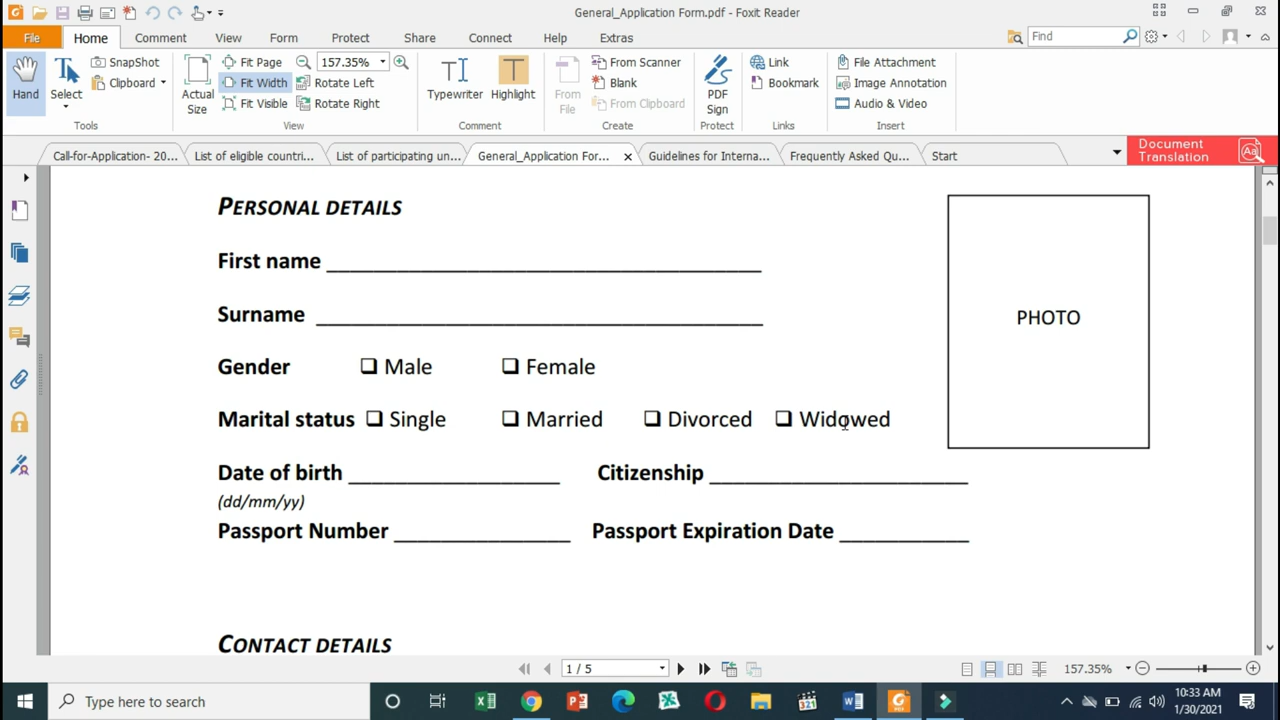 General_Application Form.pdf - Foxit Reader
File Home Comment View Form Protect Share Connect Help Extras Find
Hand
Select
SnapShot
Clipboard
Tools
Actual
Size
Fit Page
Fit Width
Fit Visible
157.35%
Rotate Left
Rotate Right
View
Typewriter
Highlight
Comment
From
File
From Scanner
Blank
From Clipboard
Create
PDF
Sign
Protect
Link
Bookmark
Links
File Attachment
Image Annotation
Audio & Video
Insert
Call-for-Application- 20... List of eligible countri... List of participating un... General_Application For... Guidelines for Interna... Frequently Asked Qu... Start
Document
Translation
PERSONAL DETAILS
First name ____________________
Surname ____________________
PHOTO
Gender ❑ Male ❑ Female
Marital status ❑ Single ❑ Married ❑ Divorced ❑ Widowed
Date of birth ____________ Citizenship ____________
(dd/mm/yy)
Passport Number ____________ Passport Expiration Date ____________
CONTACT DETAILS
1 / 5
157.35%
Type here to search
10:33 AM
1/30/2021